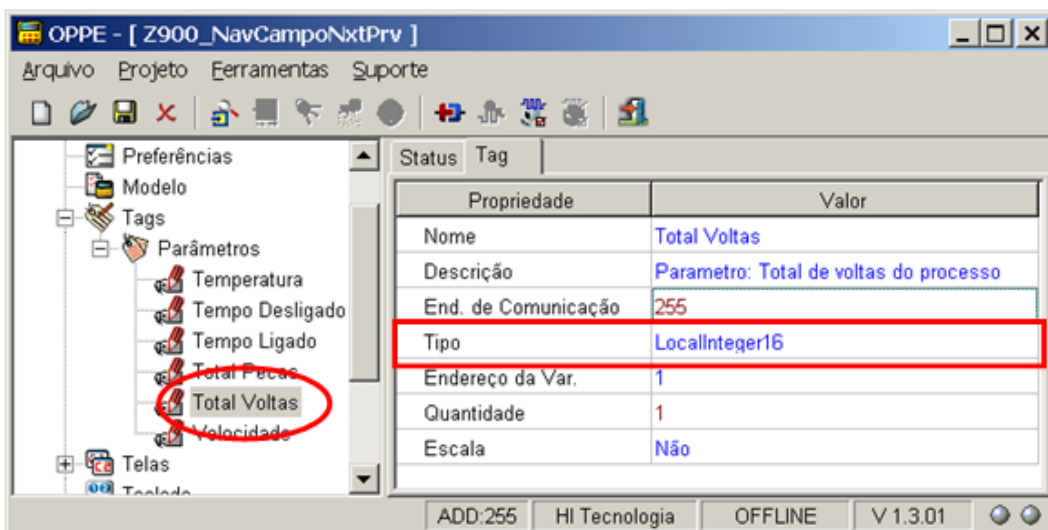 OPPE - [ Z900_NavCampoNxtPrv ]
Arquivo Projeto Ferramentas Suporte
Preferências
Modelo
Tags
Parâmetros
Temperatura
Tempo Desligado
Tempo Ligado
Total Pecas
Total Voltas
Velocidade
Telas
Teclado
Status Tag
Propriedade Valor
Nome Total Voltas
Descrição Parametro: Total de voltas do processo
End. de Comunicação 255
Tipo LocalInteger16
Endereço da Var. 1
Quantidade 1
Escala Não
ADD:255 HI Tecnologia OFFLINE V 1.3.01